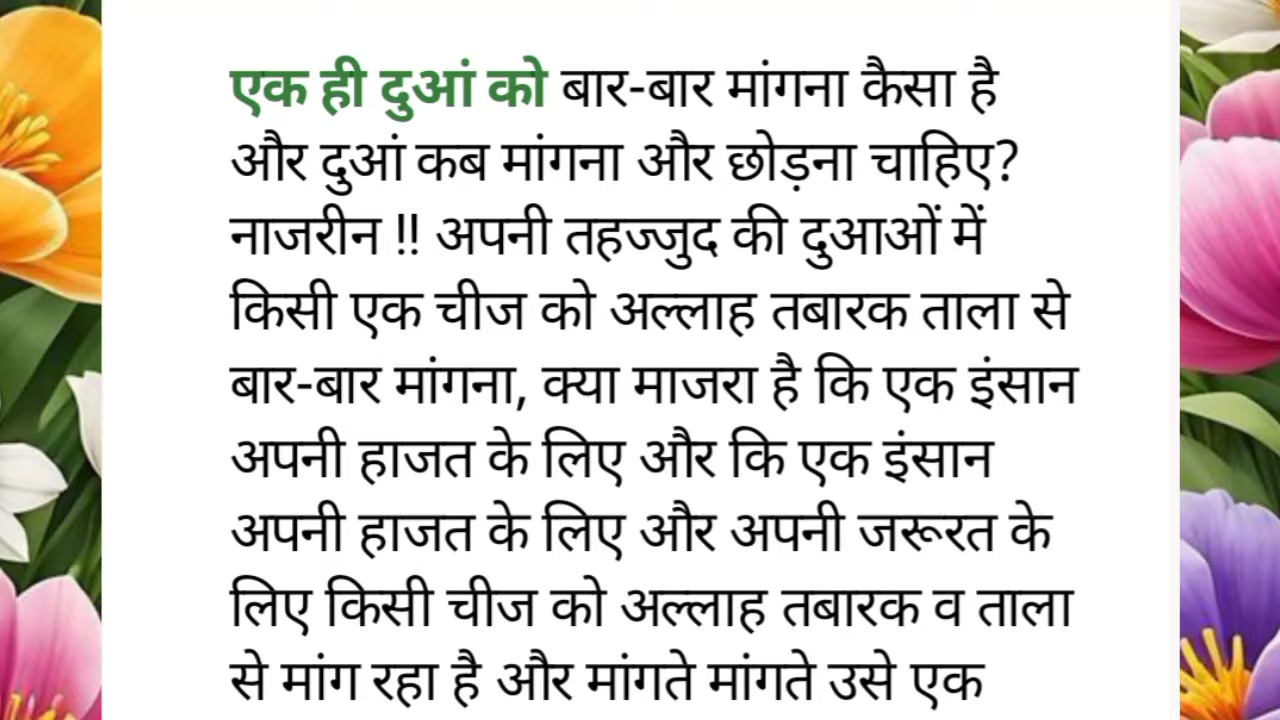 एक ही दुआं को बार-बार मांगना कैसा है
और दुआं कब मांगना और छोड़ना चाहिए?
नाजरीन !! अपनी तहज्जुद की दुआओं में
किसी एक चीज को अल्लाह तबारक ताला से
बार-बार मांगना, क्या माजरा है कि एक इंसान
अपनी हाजत के लिए और कि एक इंसान
अपनी हाजत के लिए और अपनी जरूरत के
लिए किसी चीज को अल्लाह तबारक व ताला
से मांग रहा है और मांगते मांगते उसे एक